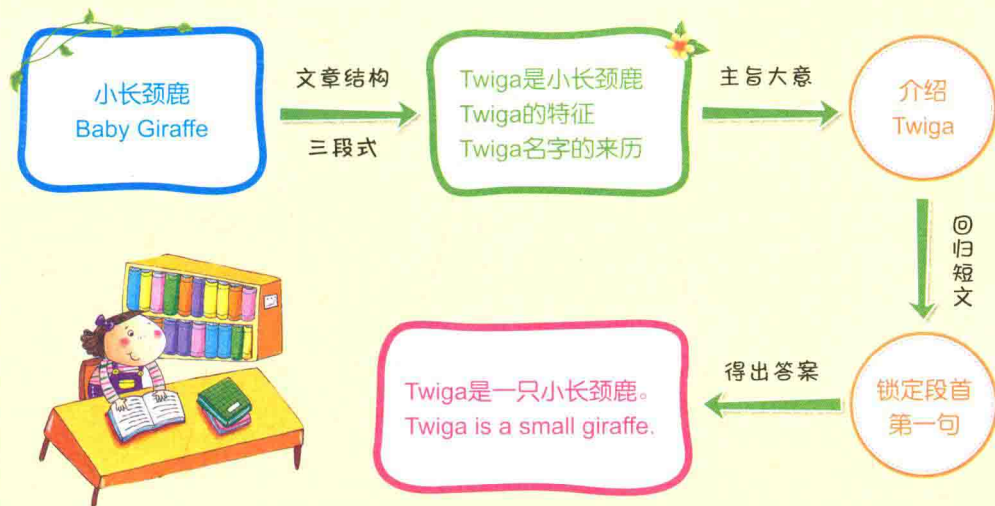 小长颈鹿
Baby Giraffe
文章结构
三段式
Twiga是小长颈鹿
Twiga的特征
Twiga名字的来历
主旨大意
介绍
Twiga
回归短文
锁定段首
第一句
得出答案
Twiga是一只小长颈鹿。
Twiga is a small giraffe.